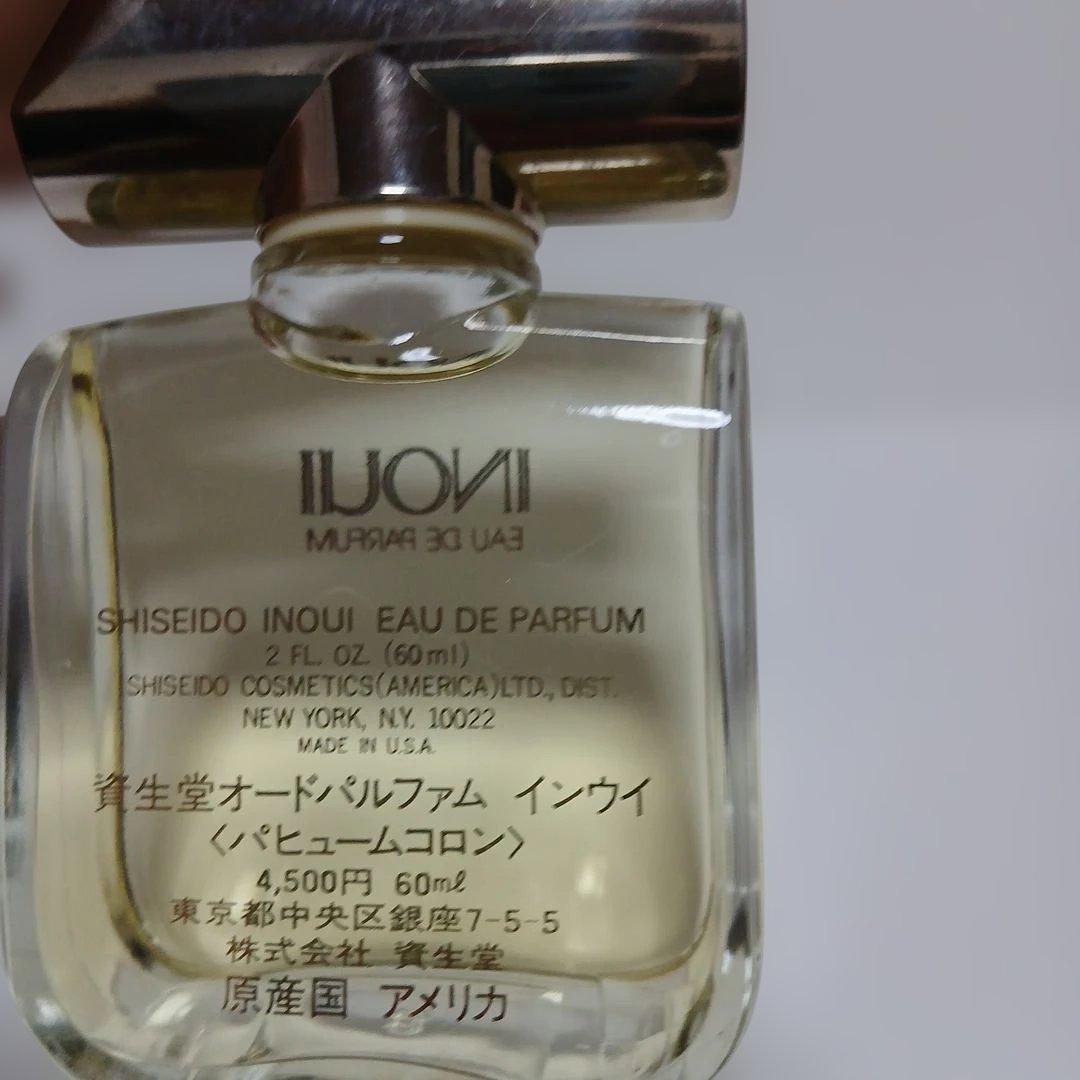 INOUI
EAU DE PARFUM
SHISEIDO INOUI EAU DE PARFUM
2 FL. OZ. (60ml)
SHISEIDO COSMETICS(AMERICA)LTD., DIST.
NEW YORK, N.Y. 10022
MADE IN U.S.A.
資生堂オードパルファム インウイ
〈パヒュームコロン〉
4,500円 60mℓ
東京都中央区銀座7-5-5
株式会社 資生堂
原産国 アメリカ